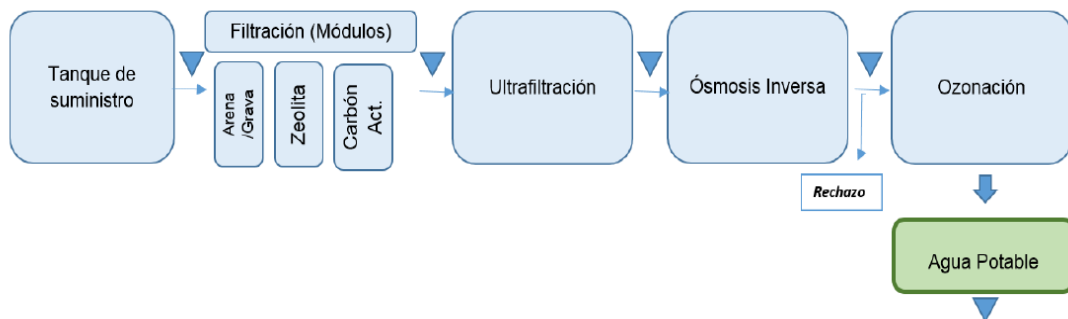 Tanque de
suministro
Filtración (Módulos)
Arena
/Grava
Zeolita
Carbón
Act.
Ultrafiltración
Ósmosis Inversa
Ozonación
Rechazo
Agua Potable